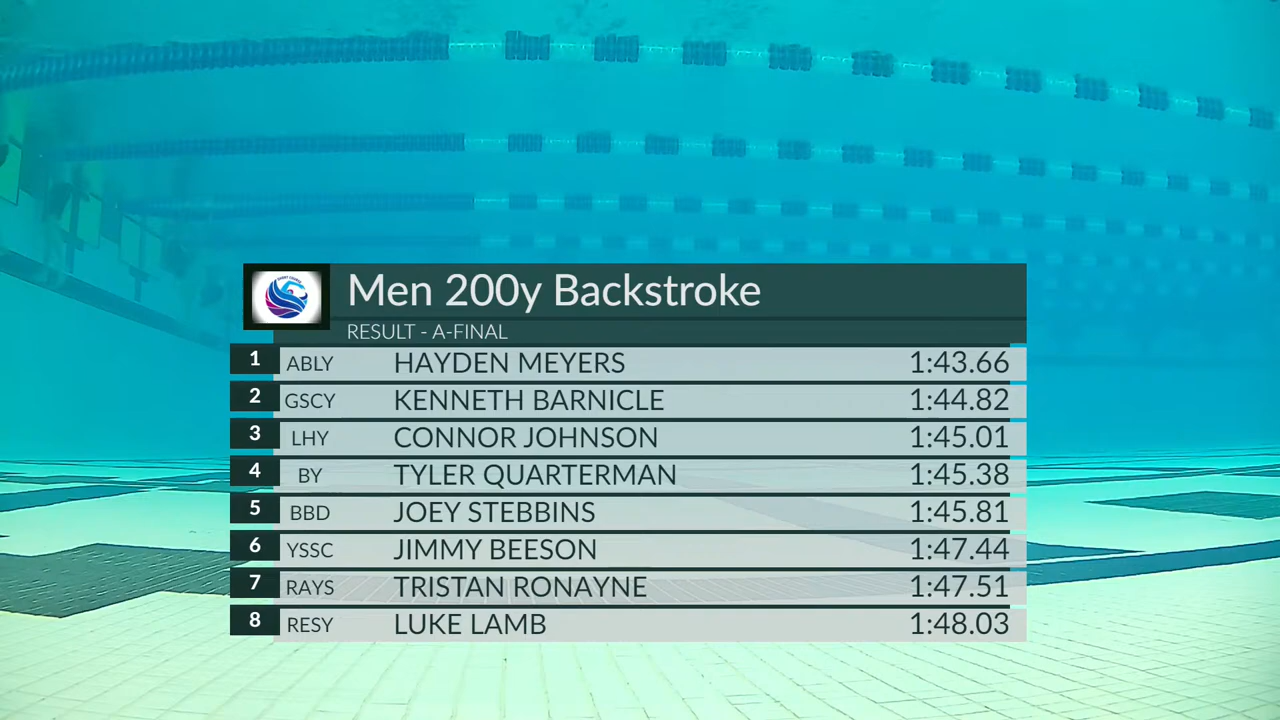 Men 200y Backstroke
RESULT - A-FINAL
1 ABLY HAYDEN MEYERS 1:43.66
2 GSCY KENNETH BARNICLE 1:44.82
3 LHY CONNOR JOHNSON 1:45.01
4 BY TYLER QUARTERMAN 1:45.38
5 BBD JOEY STEBBINS 1:45.81
6 YSSC JIMMY BEESON 1:47.44
7 RAYS TRISTAN RONAYNE 1:47.51
8 RESY LUKE LAMB 1:48.03